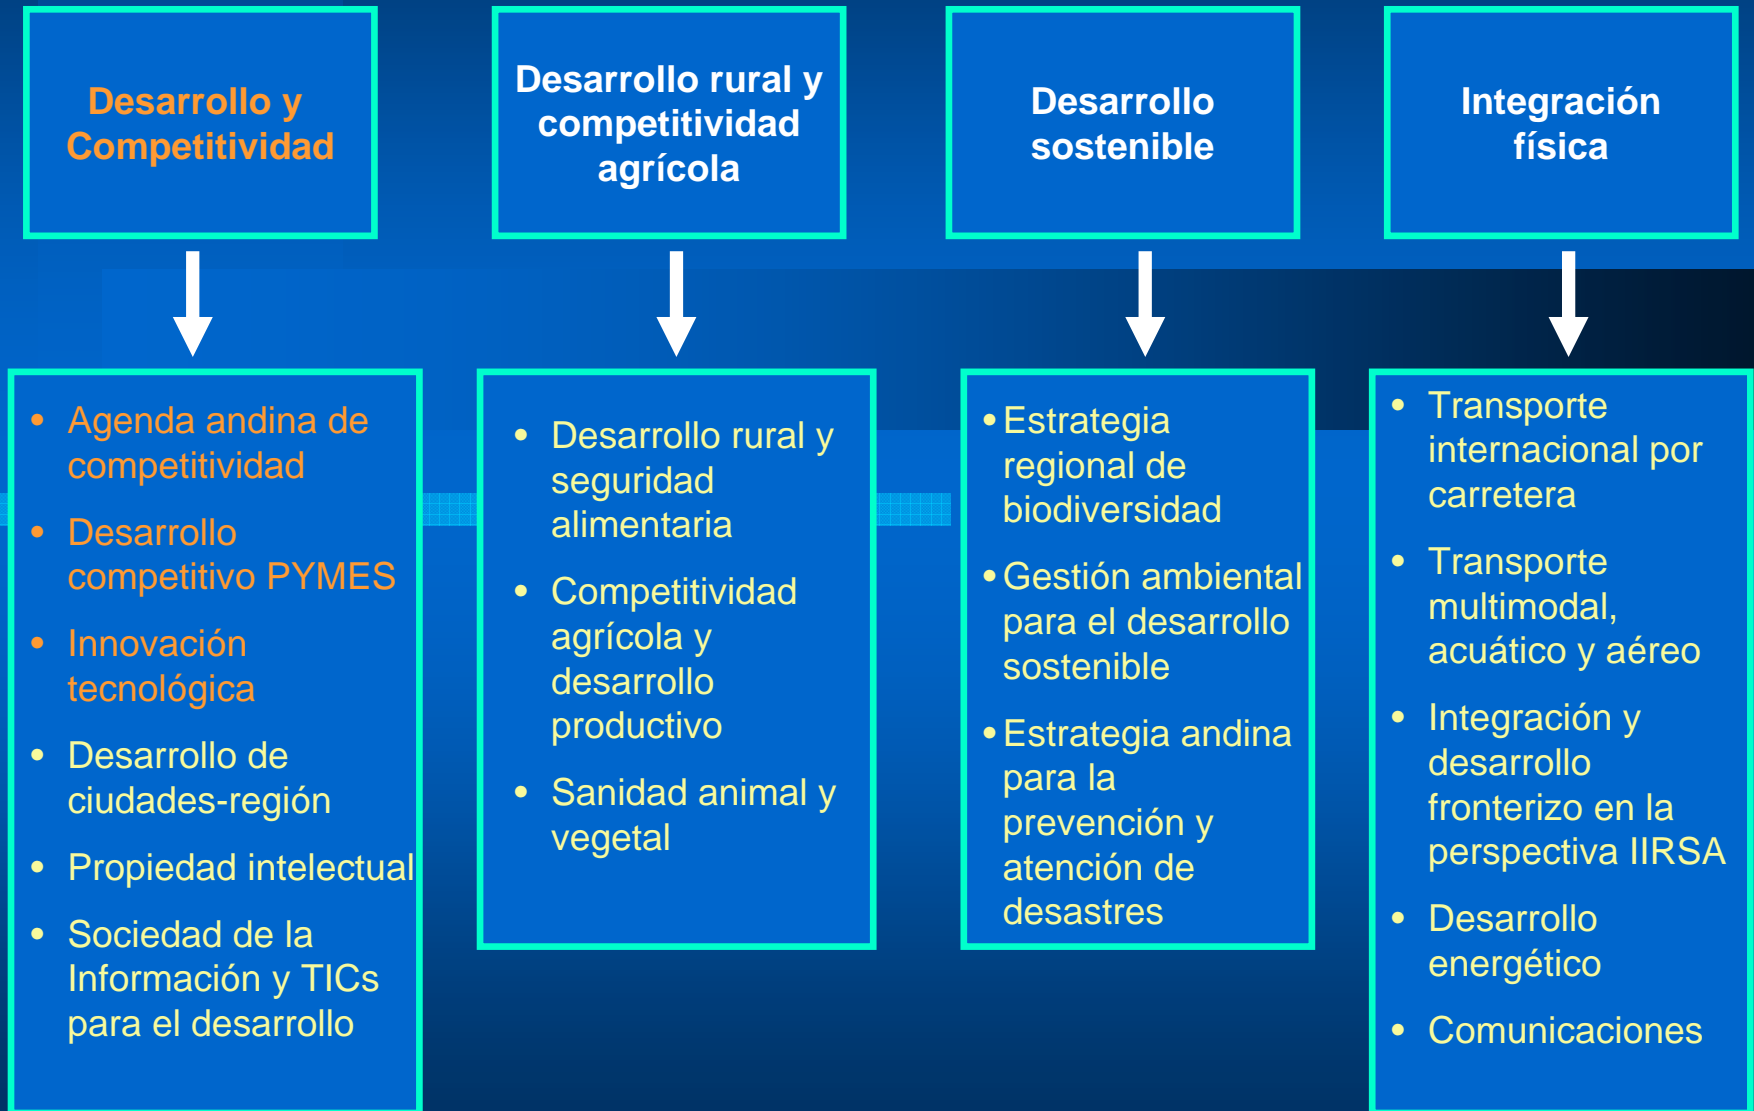 Desarrollo y
Competitividad
Desarrollo rural y
competitividad
agrícola
Desarrollo
sostenible
Integración
física
• Agenda andina de
competitividad
• Desarrollo
competitivo PYMES
• Innovación
tecnológica
• Desarrollo de
ciudades-región
• Propiedad intelectual
• Sociedad de la
Información y TICs
para el desarrollo
• Desarrollo rural y
seguridad
alimentaria
• Competitividad
agrícola y
desarrollo
productivo
• Sanidad animal y
vegetal
• Estrategia
regional de
biodiversidad
• Gestión ambiental
para el desarrollo
sostenible
• Estrategia andina
para la
prevención y
atención de
desastres
• Transporte
internacional por
carretera
• Transporte
multimodal,
acuático y aéreo
• Integración y
desarrollo
fronterizo en la
perspectiva IIRSA
• Desarrollo
energético
• Comunicaciones